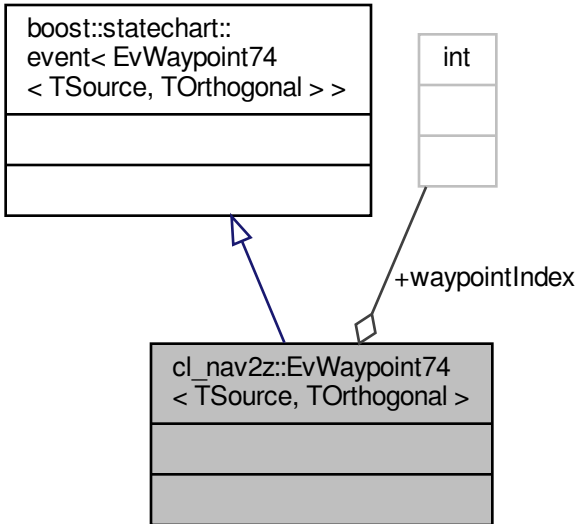 boost::statechart::
event< EvWaypoint74
< TSource, TOrthogonal > >
int
+waypointIndex
cl_nav2z::EvWaypoint74
< TSource, TOrthogonal >